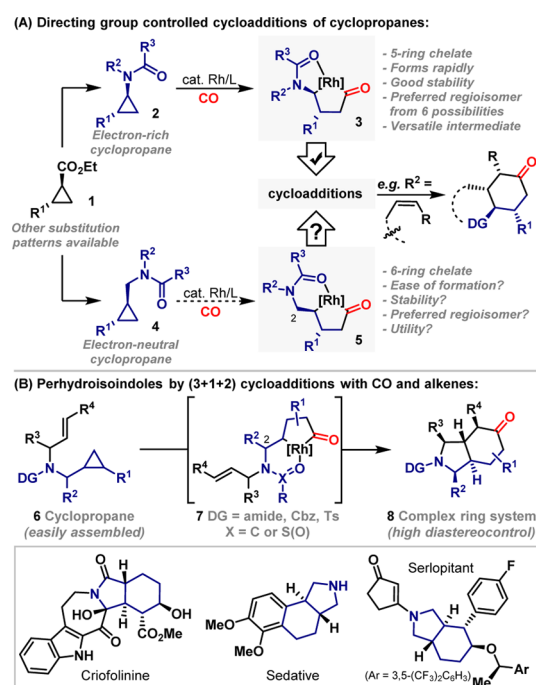 (A) Directing group controlled cycloadditions of cyclopropanes:
R² N R³ O
R¹
2
Electron-rich
cyclopropane
cat. Rh/L
CO
R³ O [Rh] O
R² N
R¹ 3
- 5-ring chelate
- Forms rapidly
- Good stability
- Preferred regioisomer
from 6 possibilities
- Versatile intermediate
CO₂Et
R¹ 1
Other substitution
patterns available
cycloadditions
e.g. R² =
R
R O
DG R¹
?
R² N R³ O
R¹ 4
Electron-neutral
cyclopropane
cat. Rh/L
CO
R³ O [Rh] O
R² N
2
R¹ 5
- 6-ring chelate
- Ease of formation?
- Stability?
- Preferred regioisomer?
- Utility?
(B) Perhydroisoindoles by (3+1+2) cycloadditions with CO and alkenes:
R⁴
R³
DG N R¹
R²
6 Cyclopropane
(easily assembled)
R¹
R² 2 O
[Rh]
R⁴ N X O
R³ R
7 DG = amide, Cbz, Ts
X = C or S(O)
R³ H R⁴ O
DG N R¹
R² H
8 Complex ring system
(high diastereocontrol)
O H
N OH
HO H
N H O CO₂Me
Criofolinine
H NH
MeO H
MeO
Sedative
Serlopitant
O F
N H
H O
Me Ar
(Ar = 3,5-(CF₃)₂C₆H₃)